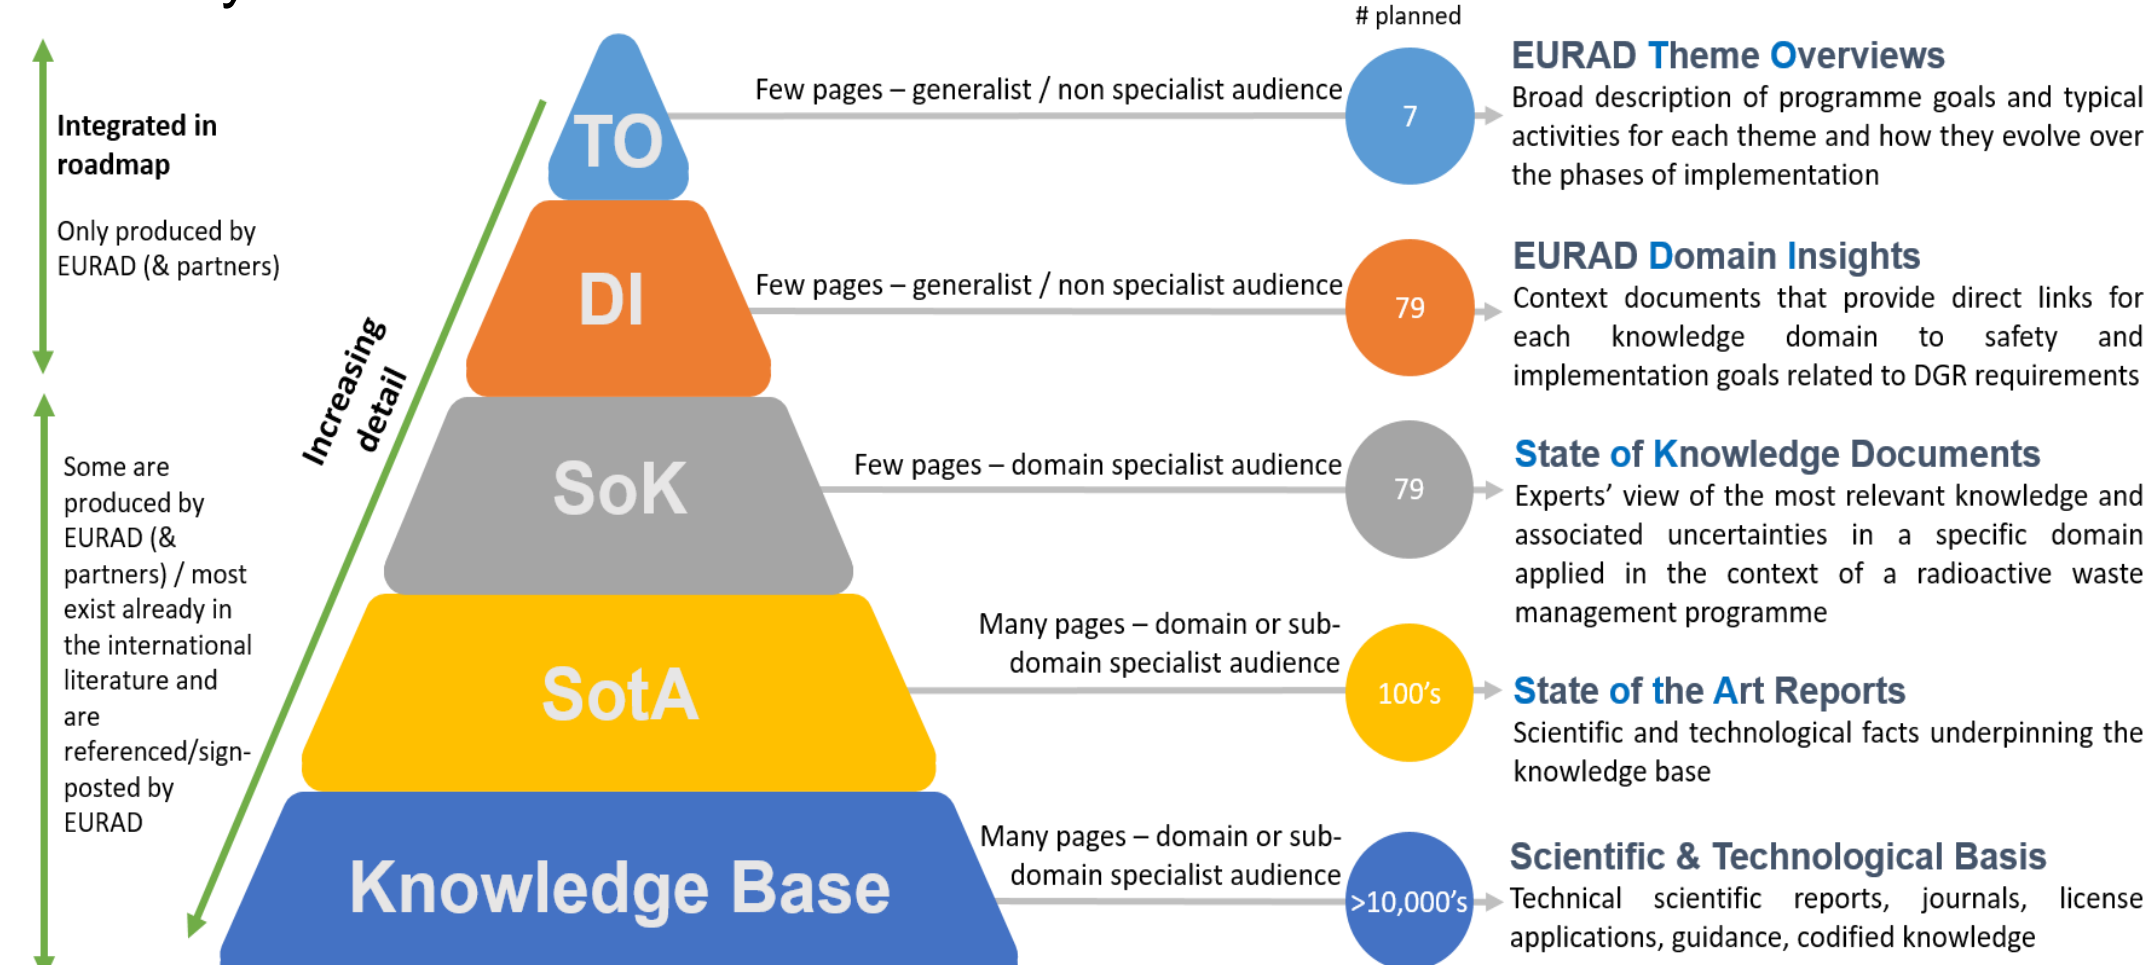 # planned
Integrated in
roadmap
Only produced by
EURAD (& partners)
Some are
produced by
EURAD (&
partners) / most
exist already in
the international
literature and
are
referenced/sign-
posted by
EURAD
Increasing
detail
TO
Few pages – generalist / non specialist audience
7
EURAD Theme Overviews
Broad description of programme goals and typical
activities for each theme and how they evolve over
the phases of implementation
DI
Few pages – generalist / non specialist audience
79
EURAD Domain Insights
Context documents that provide direct links for
each knowledge domain to safety and
implementation goals related to DGR requirements
SoK
Few pages – domain specialist audience
79
State of Knowledge Documents
Experts’ view of the most relevant knowledge and
associated uncertainties in a specific domain
applied in the context of a radioactive waste
management programme
SotA
Many pages – domain or sub-
domain specialist audience
100’s
State of the Art Reports
Scientific and technological facts underpinning the
knowledge base
Knowledge Base
Many pages – domain or sub-
domain specialist audience
>10,000’s
Scientific & Technological Basis
Technical scientific reports, journals, license
applications, guidance, codified knowledge